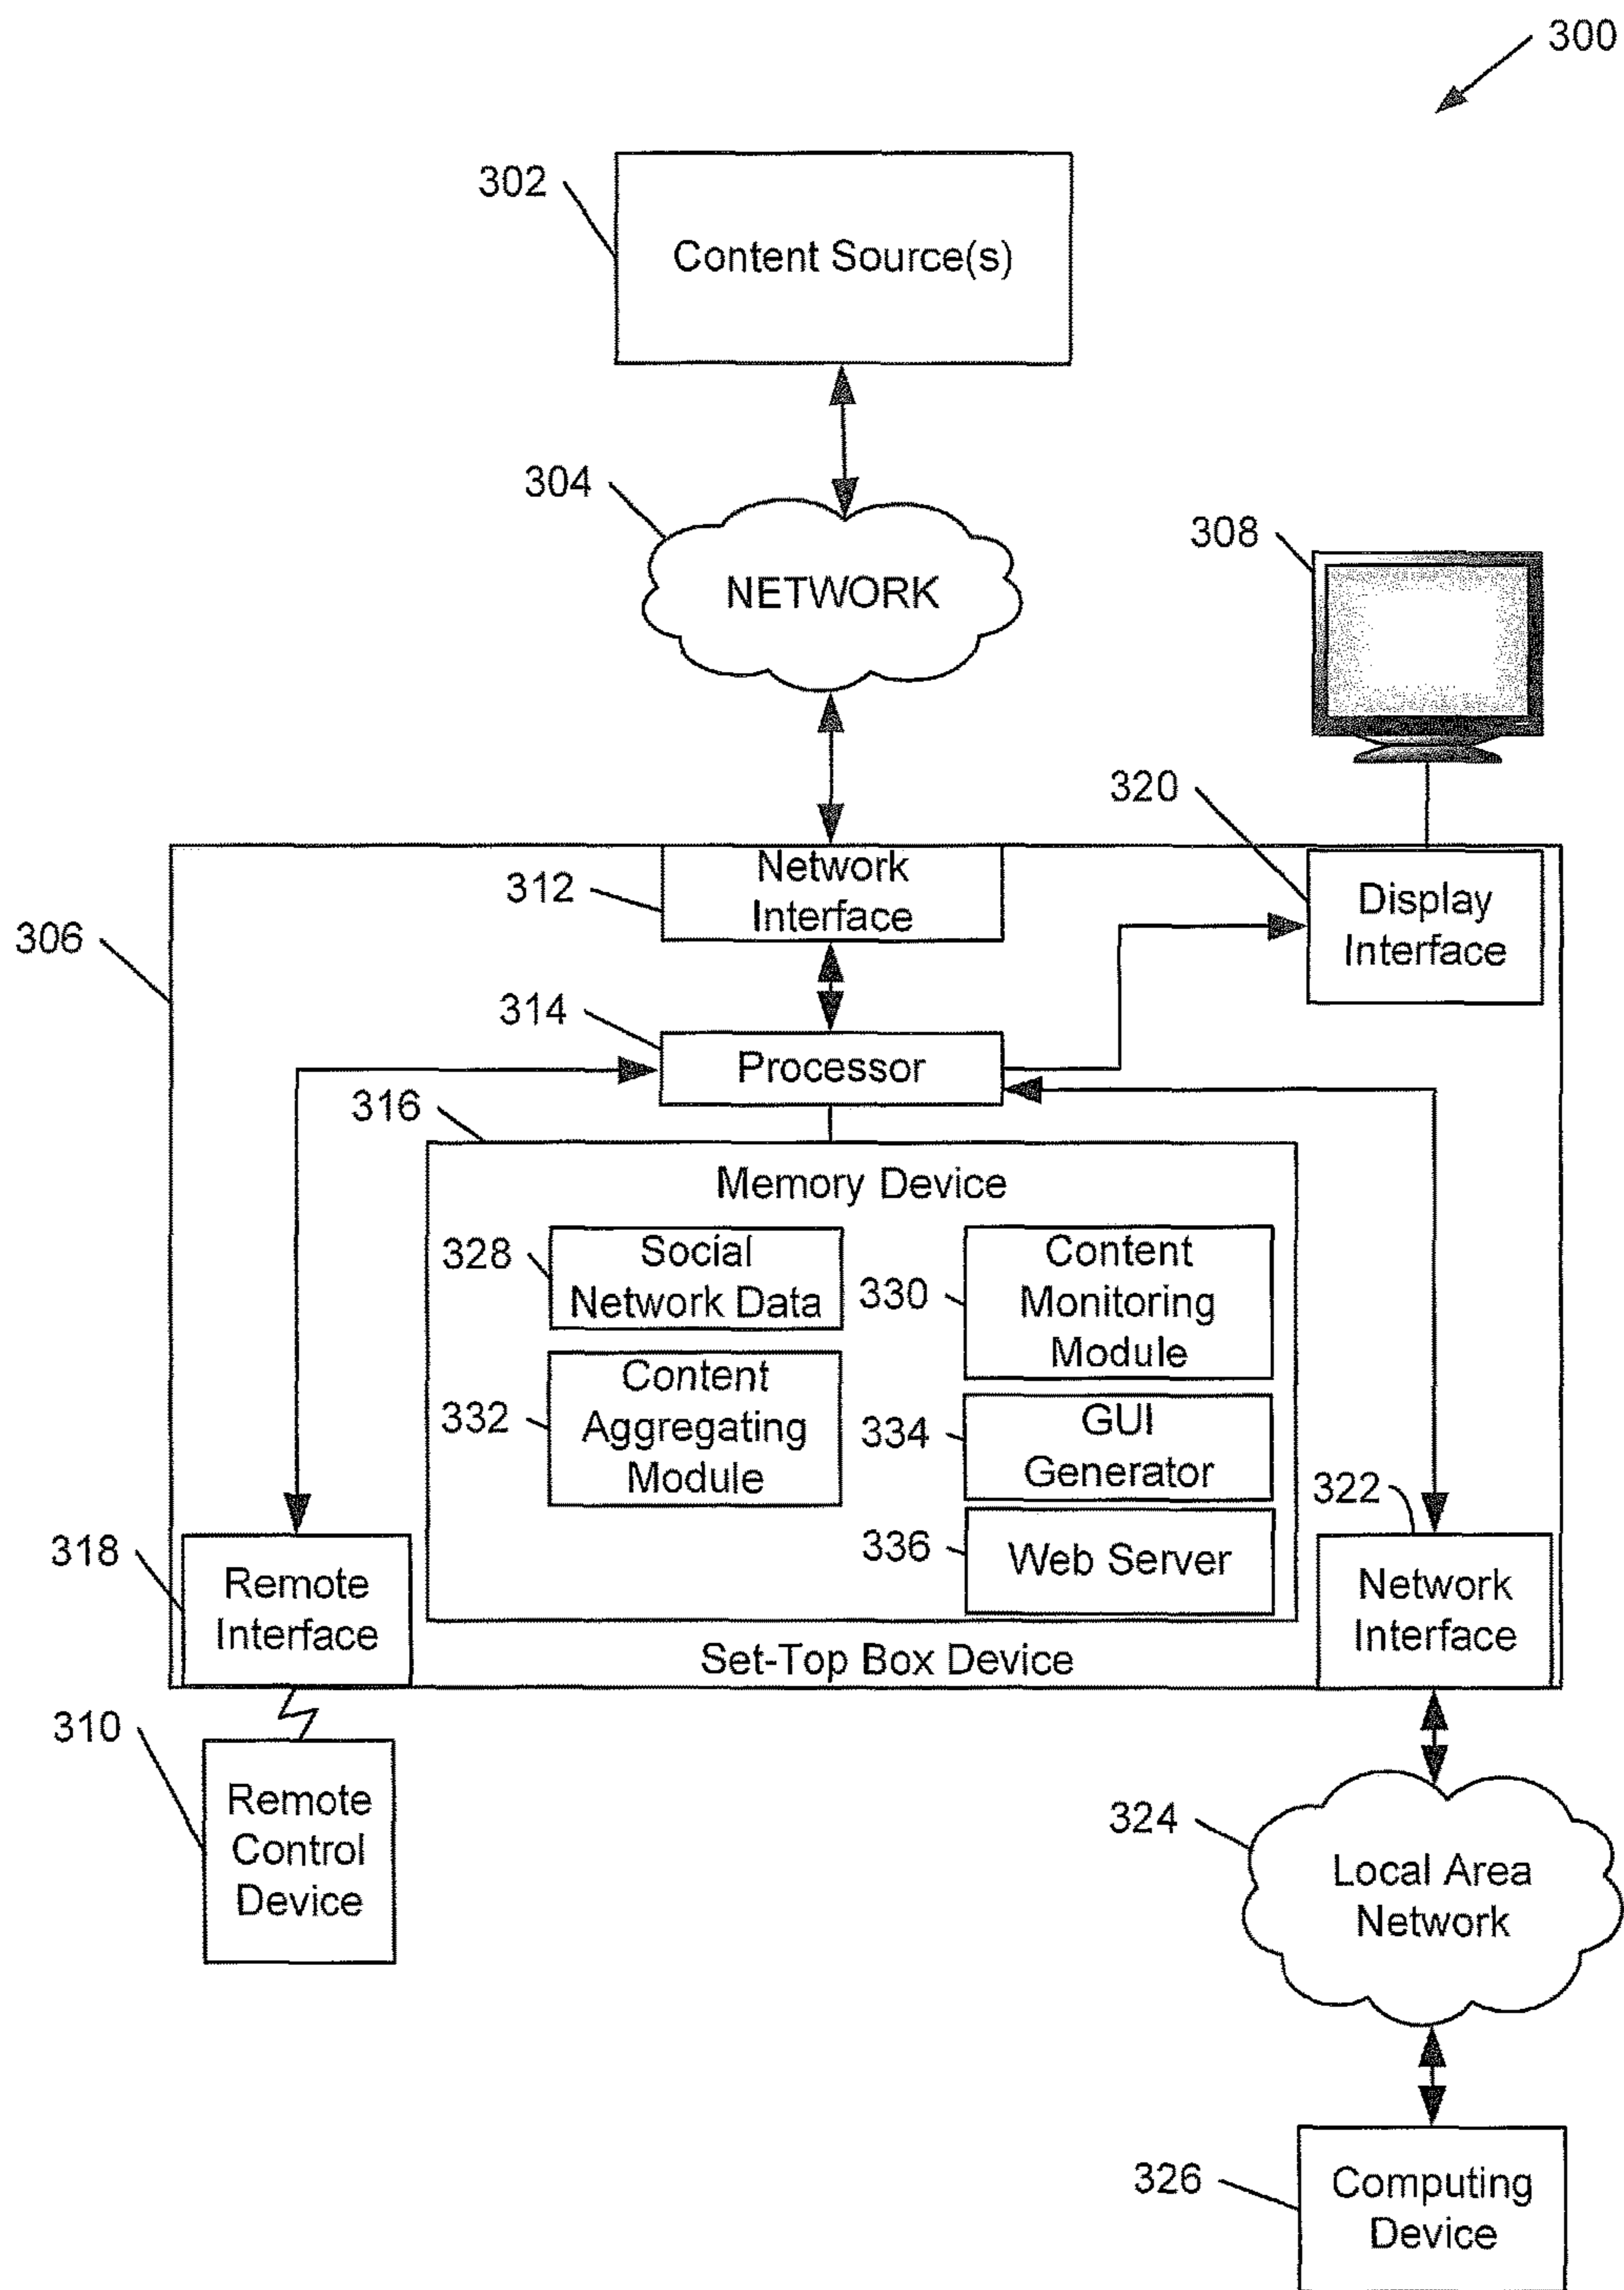 300
302
Content Source(s)
304
NETWORK
308
320
312
Network
Interface
Display
Interface
306
314
Processor
316
Memory Device
328
Social
Network Data
330
Content
Monitoring
Module
332
Content
Aggregating
Module
334
GUI
Generator
322
336
Web Server
318
Remote
Interface
Network
Interface
Set-Top Box Device
310
Remote
Control
Device
324
Local Area
Network
326
Computing
Device